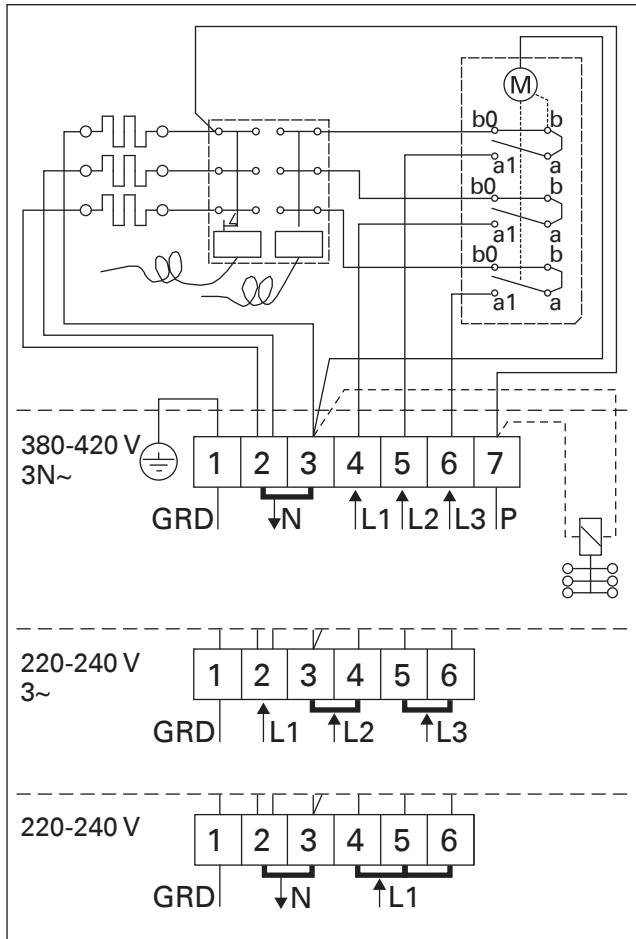 M
b0 b
a1 a
b0 b
a1 a
b0 b
a1 a
380-420 V
3N~
1 2 3 4 5 6 7
GRD N L1 L2 L3 P
220-240 V
3~
1 2 3 4 5 6
GRD L1 L2 L3
220-240 V
1 2 3 4 5 6
GRD N L1